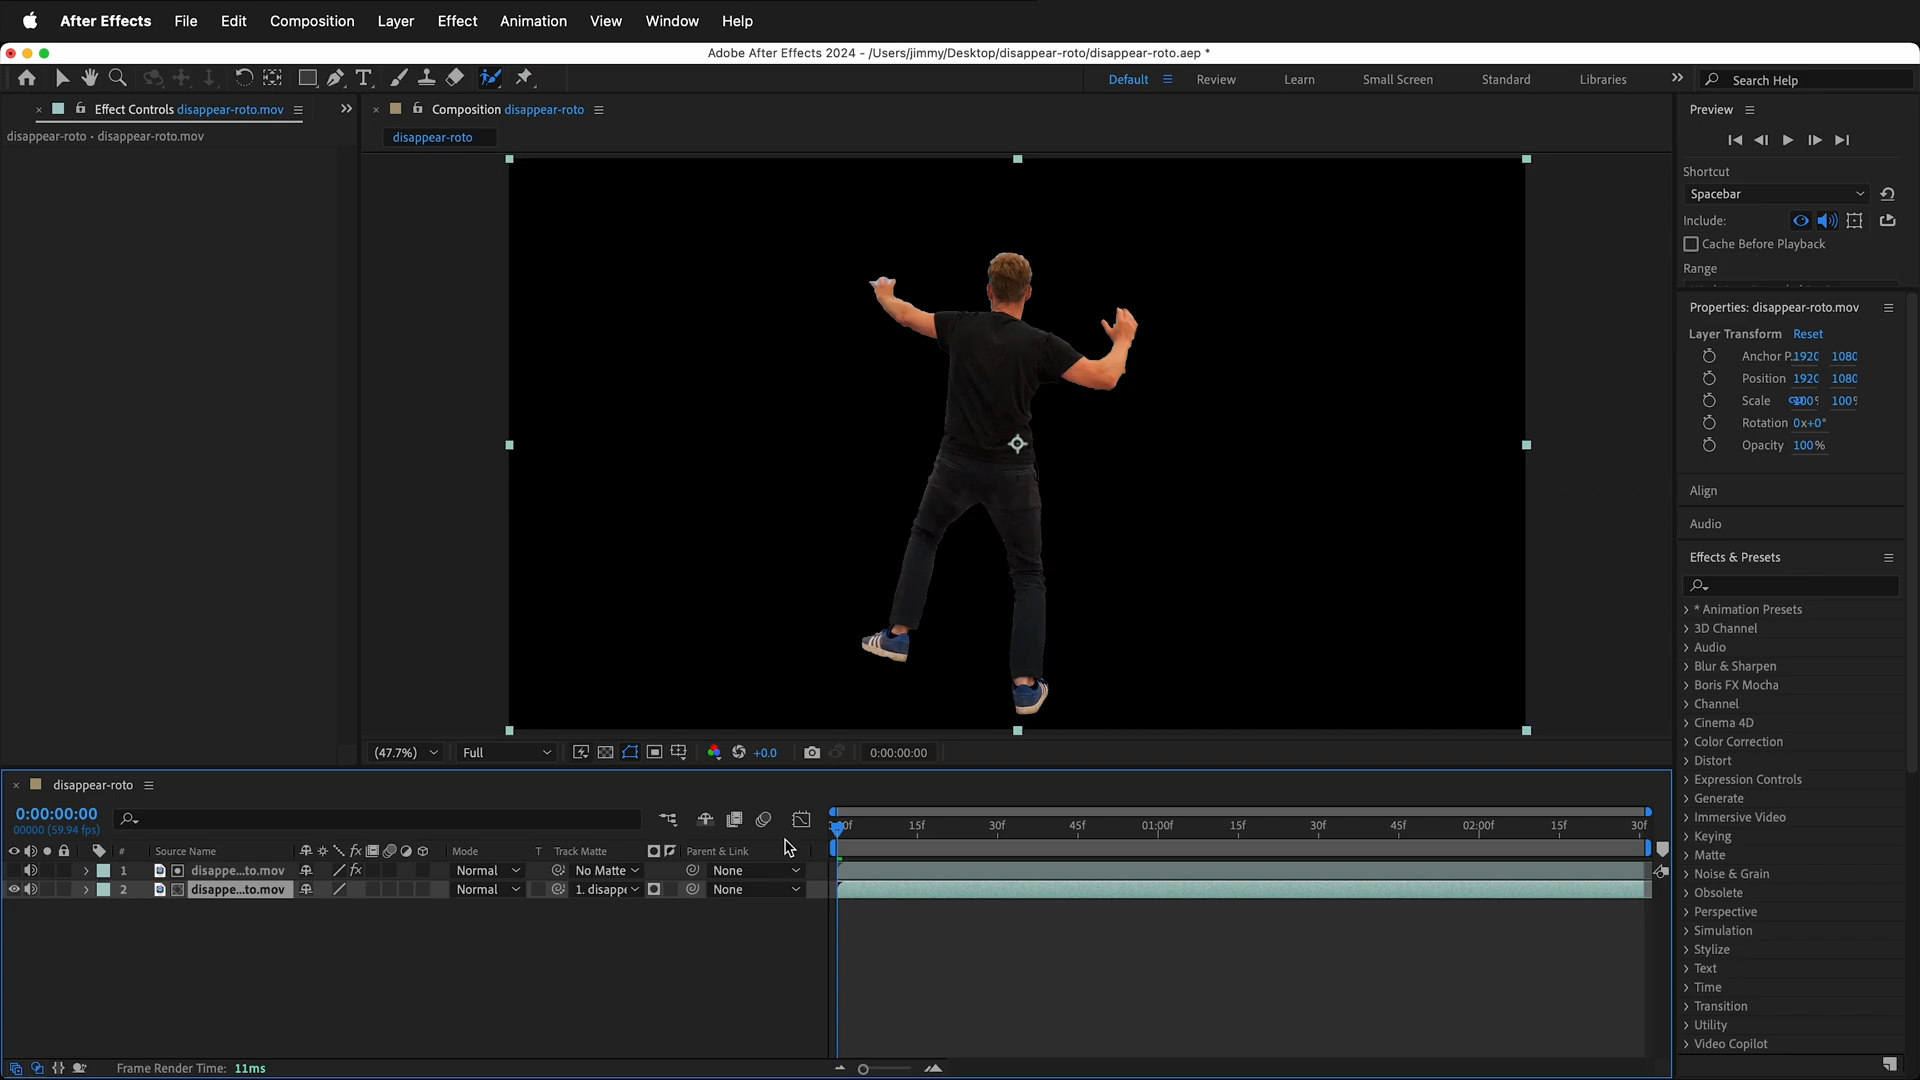 After Effects File Edit Composition Layer Effect Animation View Window Help
Adobe After Effects 2024 - /Users/jimmy/Desktop/disappear-roto/disappear-roto.aep *
Default Review Learn Small Screen Standard Libraries Search Help
Effect Controls disappear-roto.mov
Composition disappear-roto
Preview
disappear-roto • disappear-roto.mov
disappear-roto
Shortcut
Spacebar
Include:
Cache Before Playback
Range
Properties: disappear-roto.mov
Layer Transform Reset
Anchor P. 1920 1080
Position 1920 1080
Scale 100% 100%
Rotation 0x+0°
Opacity 100%
Align
Audio
Effects & Presets
* Animation Presets
3D Channel
Audio
Blur & Sharpen
Boris FX Mocha
Channel
Cinema 4D
Color Correction
Distort
Expression Controls
Generate
Immersive Video
Keying
Matte
Noise & Grain
Obsolete
Perspective
Simulation
Stylize
Text
Time
Transition
Utility
Video Copilot
(47.7%) Full +0.0 0:00:00:00
disappear-roto
0:00:00:00
00000 (59.94 fps)
15f 30f 45f 01:00f 15f 30f 45f 02:00f 15f 30f
# Source Name fx Mode T Track Matte Parent & Link
1 disappe...to.mov fx Normal No Matte None
2 disappe...to.mov Normal 1. disappe None
Frame Render Time: 11ms